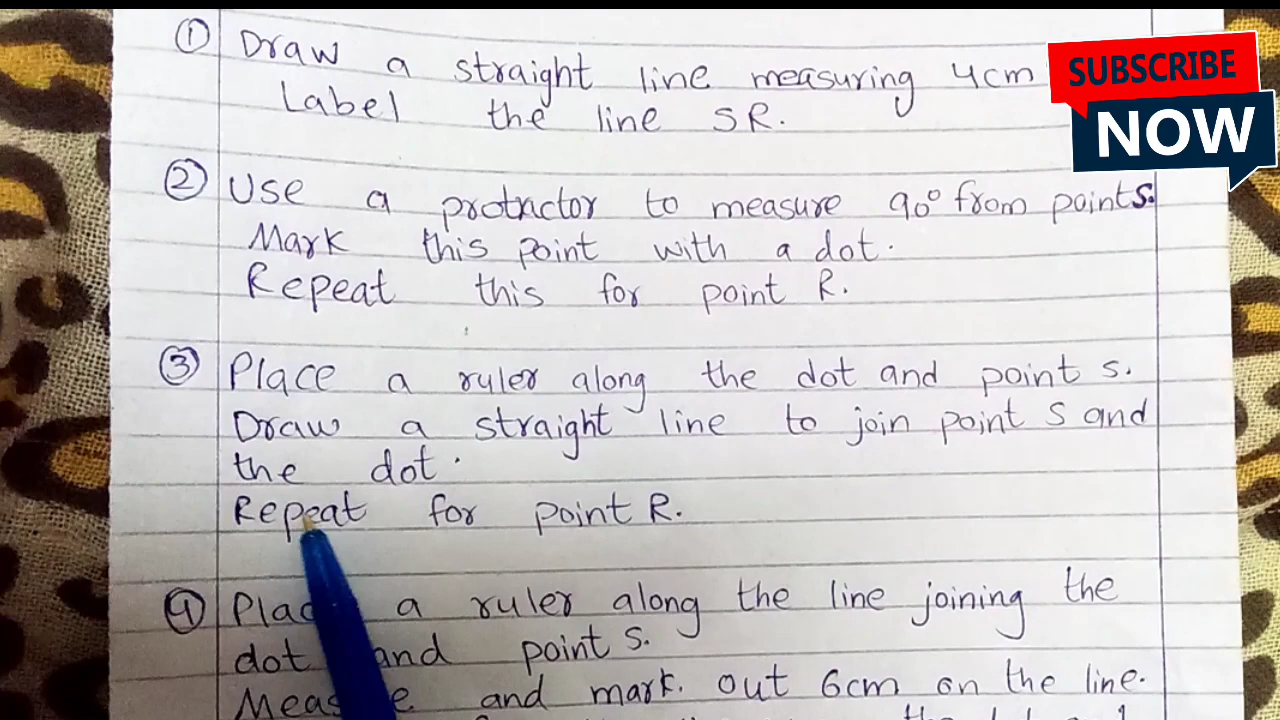 ① Draw a straight line measuring 4cm
Label the line SR.
② Use a protractor to measure 90° from point S.
Mark this point with a dot.
Repeat this for point R.
③ Place a ruler along the dot and point S.
Draw a straight line to join point S and
the dot.
Repeat for point R.
④ Place a ruler along the line joining the
dot and point S.
Measure and mark. out 6cm on the line.
SUBSCRIBE
NOW